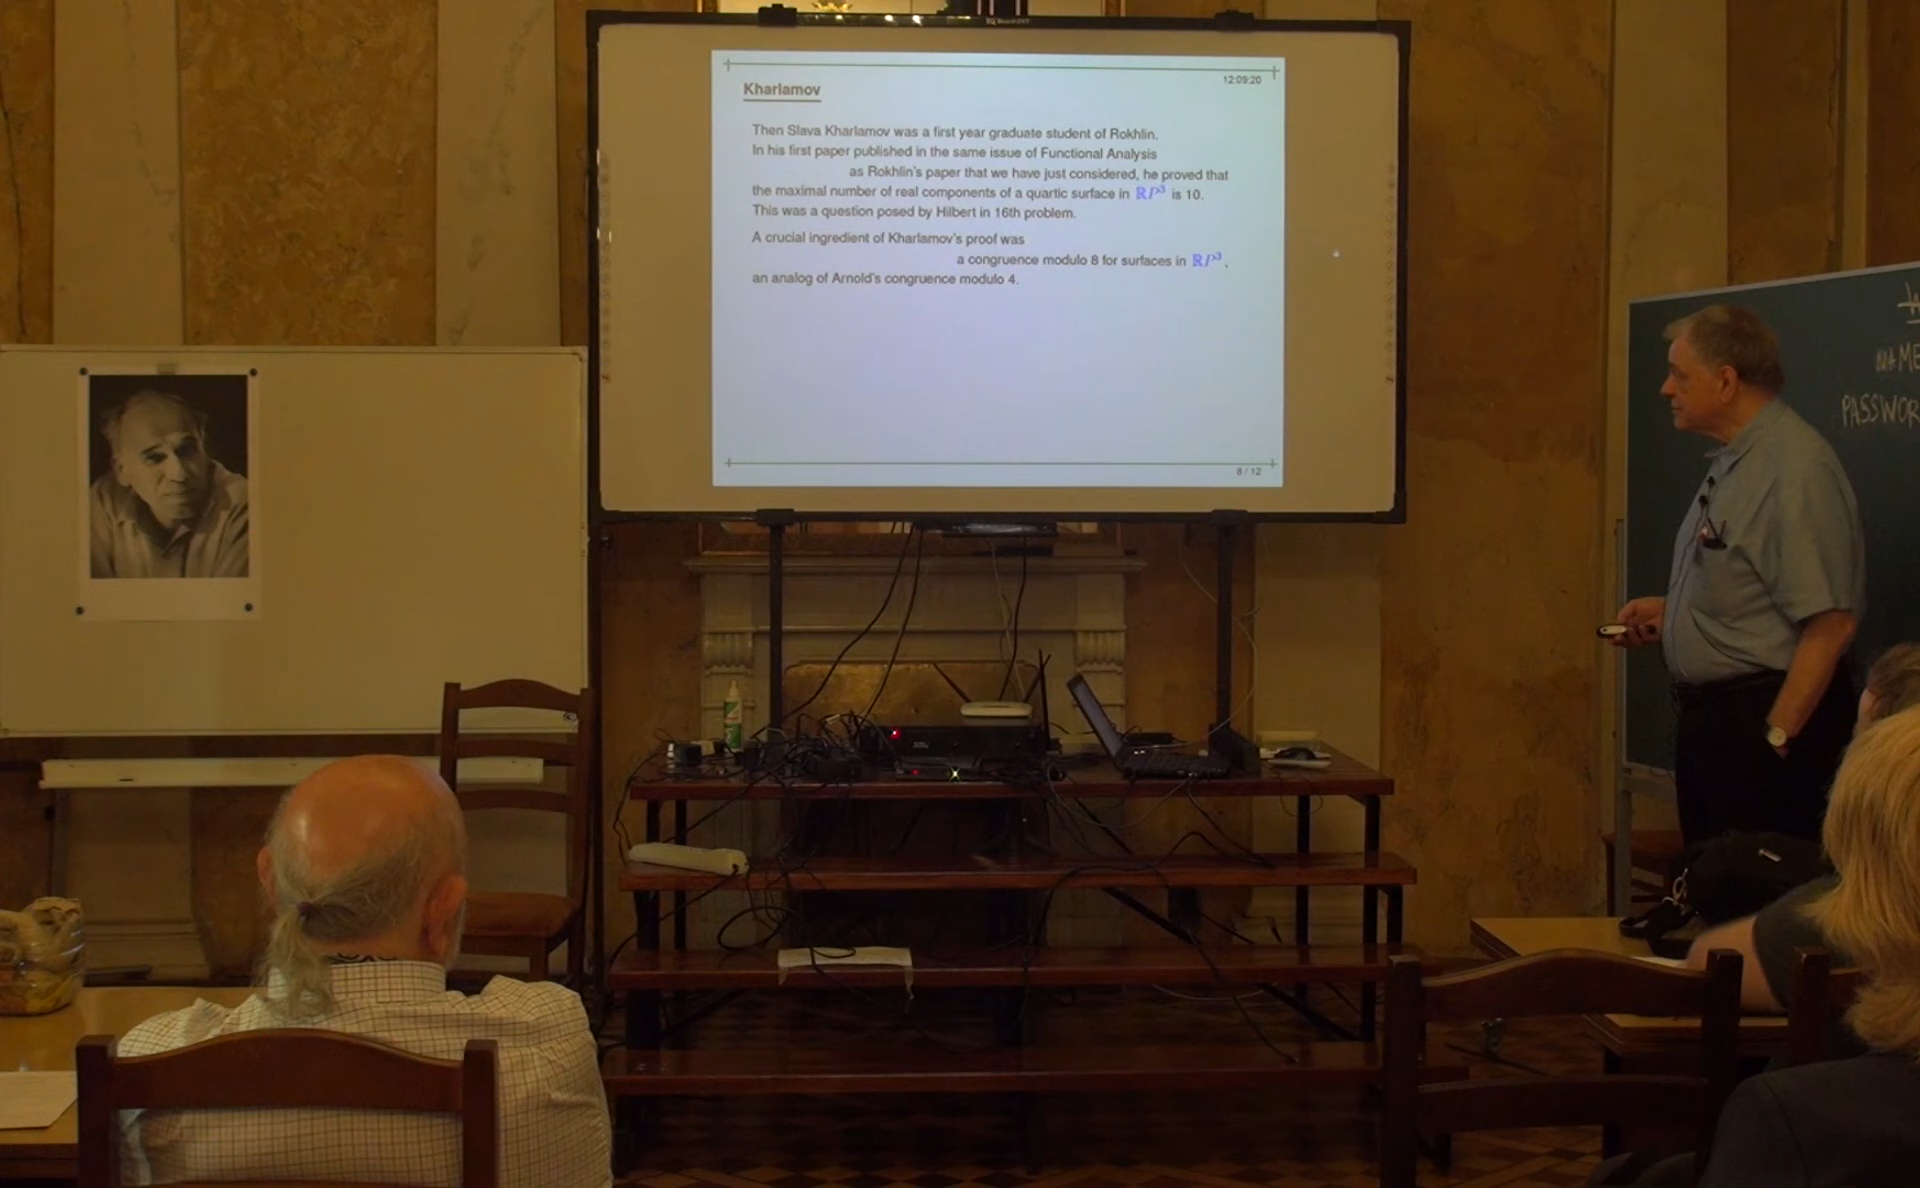 12:09:20
Kharlamov
Then Slava Kharlamov was a first year graduate student of Rokhlin.
In his first paper published in the same issue of Functional Analysis
as Rokhlin's paper that we have just considered, he proved that
the maximal number of real components of a quartic surface in ℝP³ is 10.
This was a question posed by Hilbert in 16th problem.
A crucial ingredient of Kharlamov's proof was
a congruence modulo 8 for surfaces in ℝP³,
an analog of Arnold's congruence modulo 4.
8 / 12